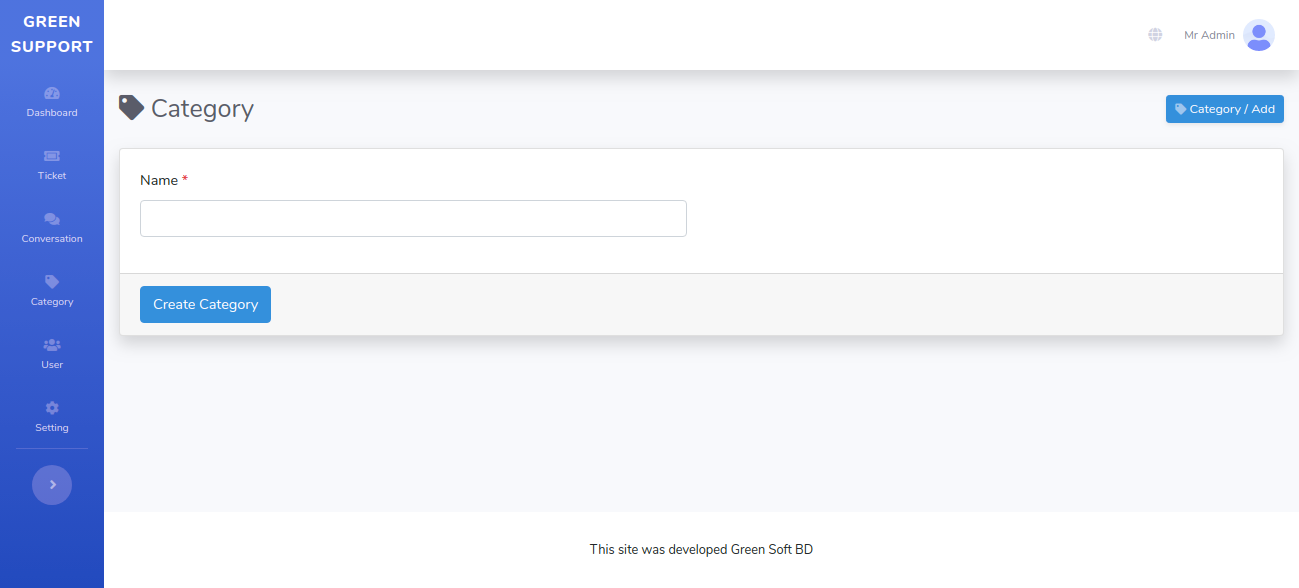 GREEN
SUPPORT
Mr Admin
Dashboard
Ticket
Conversation
Category
User
Setting
Category
Category / Add
Name *
Create Category
This site was developed Green Soft BD